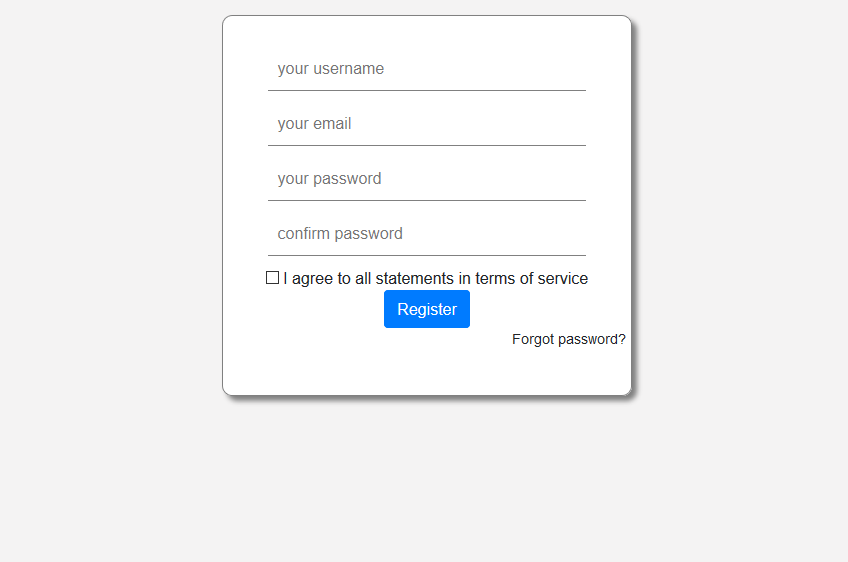 your username
your email
your password
confirm password
I agree to all statements in terms of service
Register
Forgot password?